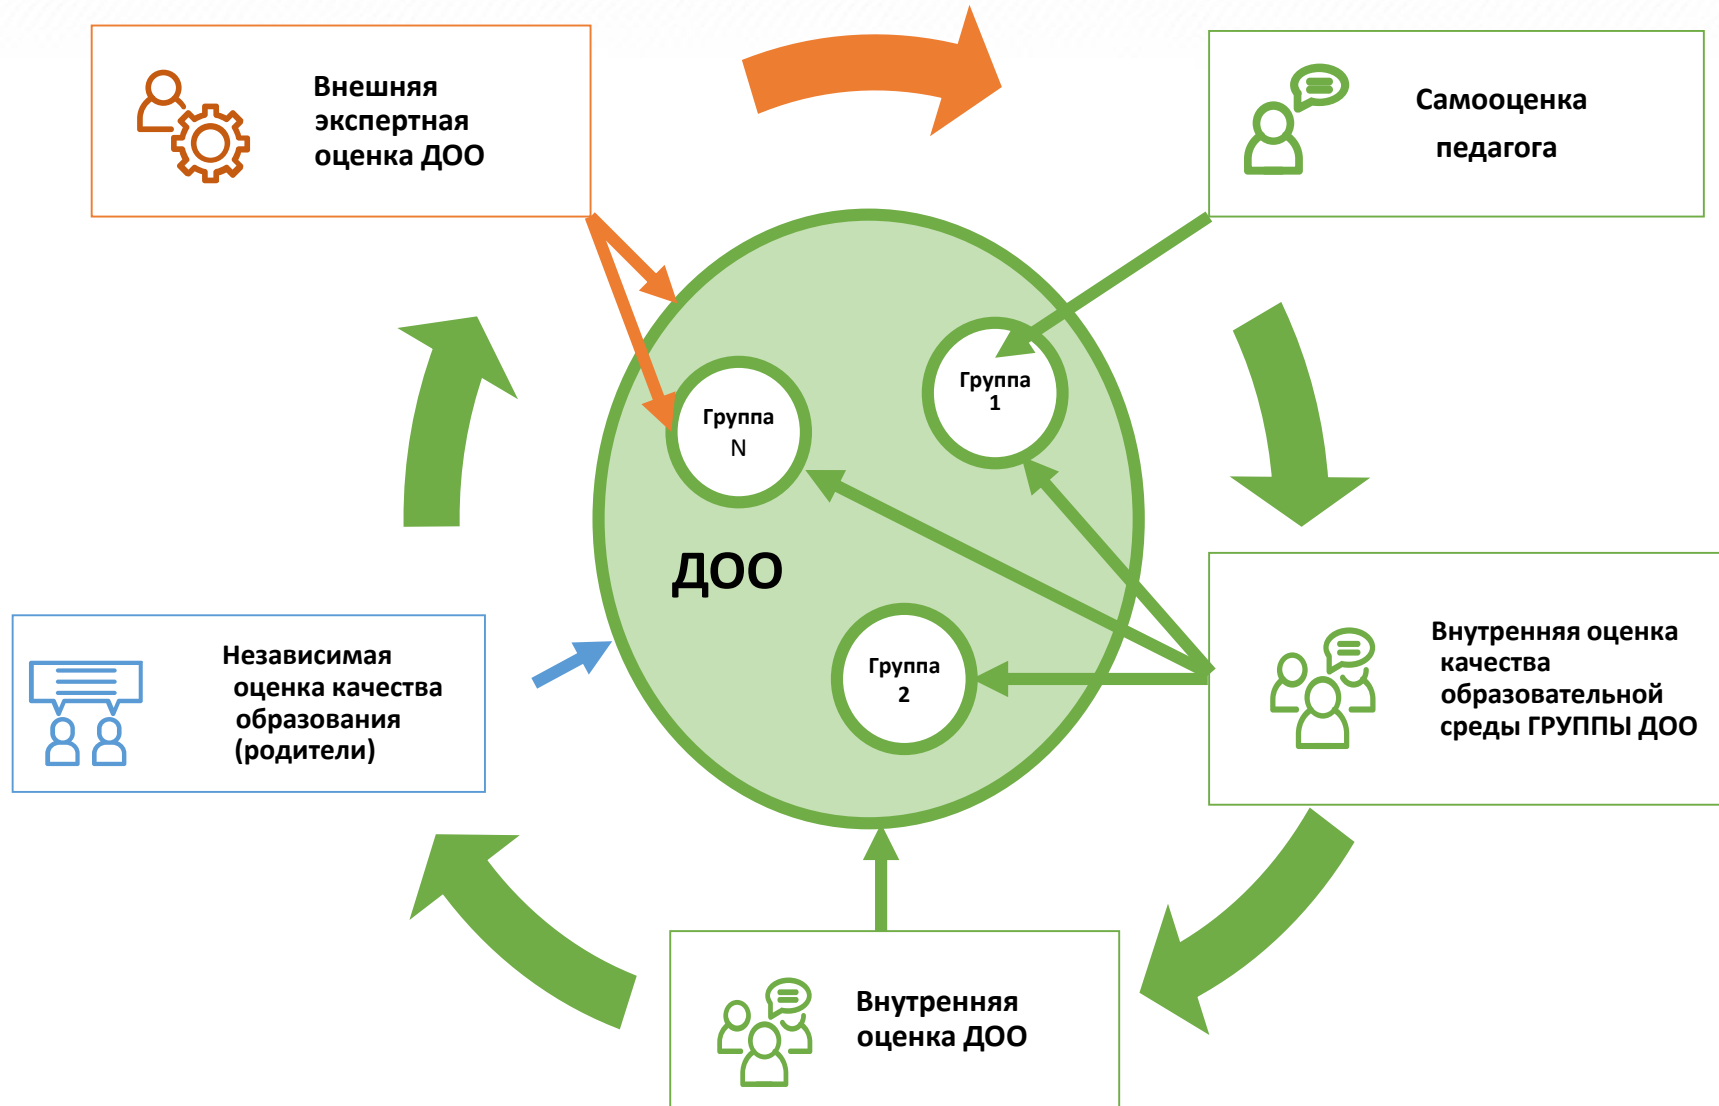 Внешняя
экспертная
оценка ДОО
Самооценка
педагога
Группа
1
Группа
N
ДОО
Группа
2
Независимая
оценка качества
образования
(родители)
Внутренняя оценка
качества
образовательной
среды ГРУППЫ ДОО
Внутренняя
оценка ДОО